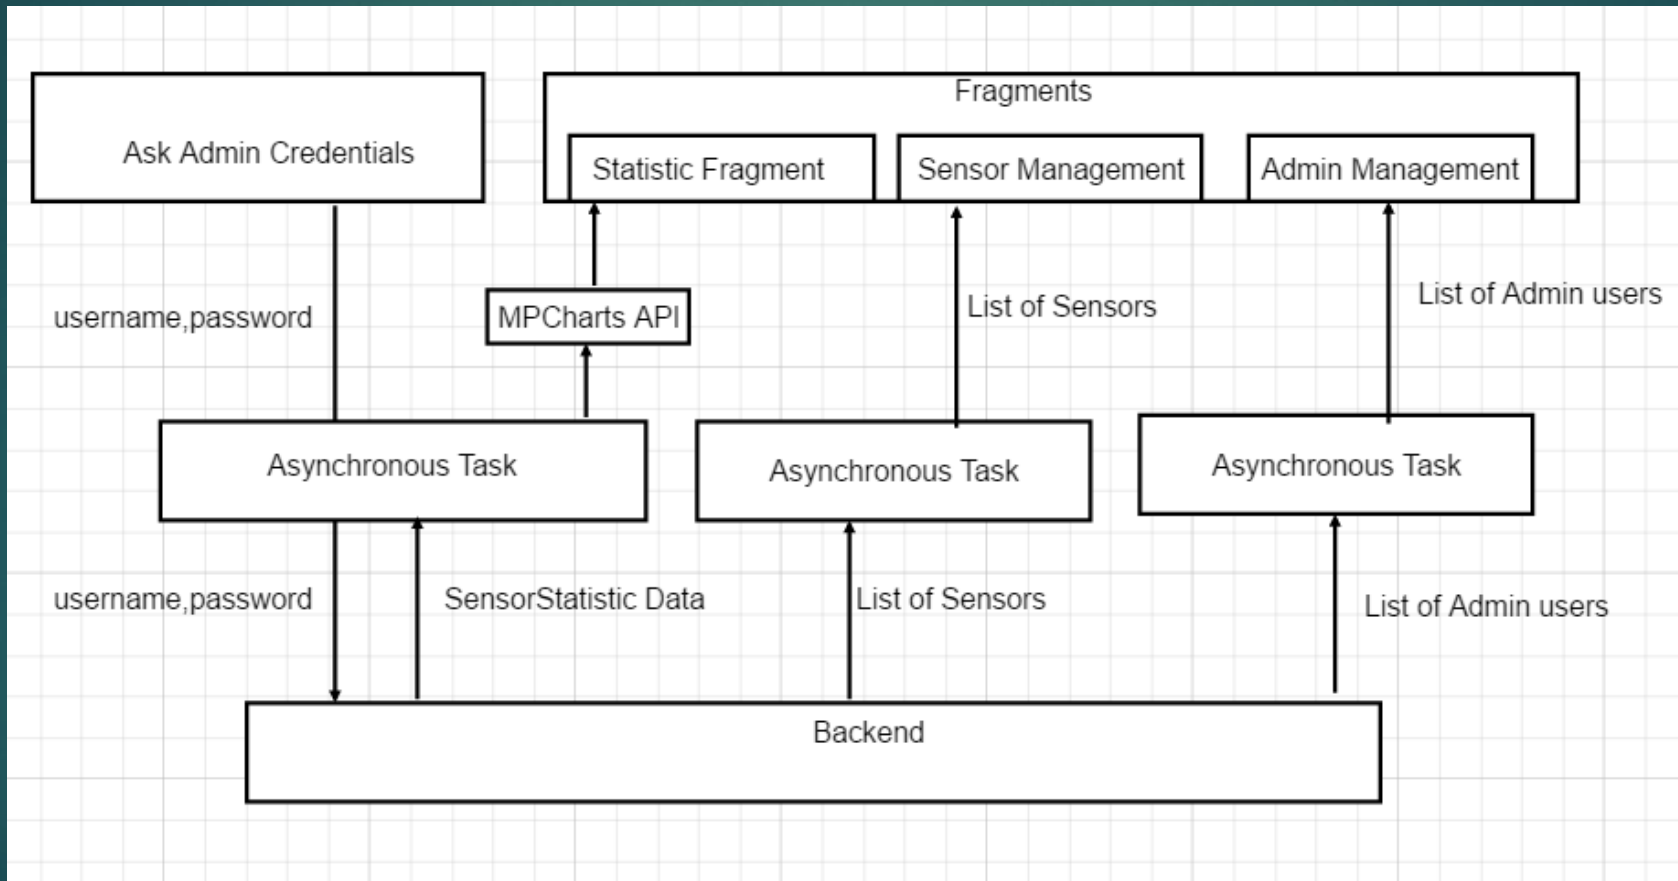 Fragments
Ask Admin Credentials
Statistic Fragment
Sensor Management
Admin Management
username,password
MPCharts API
List of Sensors
List of Admin users
Asynchronous Task
Asynchronous Task
Asynchronous Task
username,password
SensorStatistic Data
List of Sensors
List of Admin users
Backend